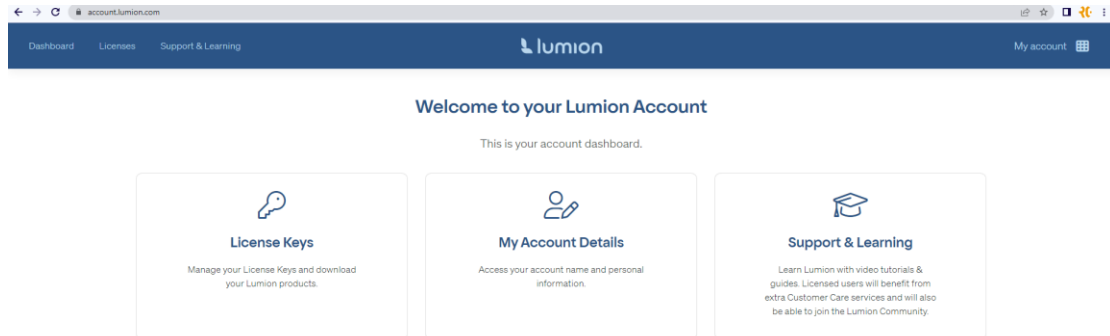 account.lumion.com
Dashboard Licenses Support & Learning lumion My account
Welcome to your Lumion Account
This is your account dashboard.
License Keys
Manage your License Keys and download
your Lumion products.
My Account Details
Access your account name and personal
information.
Support & Learning
Learn Lumion with video tutorials &
guides. Licensed users will benefit from
extra Customer Care services and will also
be able to join the Lumion Community.